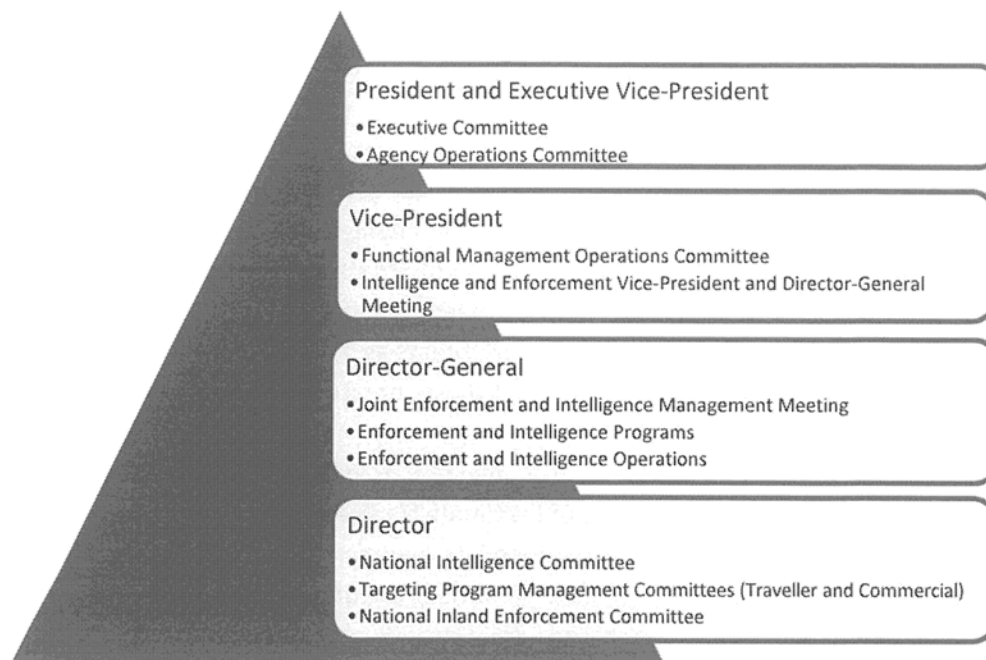 President and Executive Vice-President
•Executive Committee
•Agency Operations Committee
Vice-President
•Functional Management Operations Committee
•Intelligence and Enforcement Vice-President and Director-General
Meeting
Director-General
•Joint Enforcement and Intelligence Management Meeting
•Enforcement and Intelligence Programs
•Enforcement and Intelligence Operations
Director
•National Intelligence Committee
•Targeting Program Management Committees (Traveller and Commercial)
•National Inland Enforcement Committee